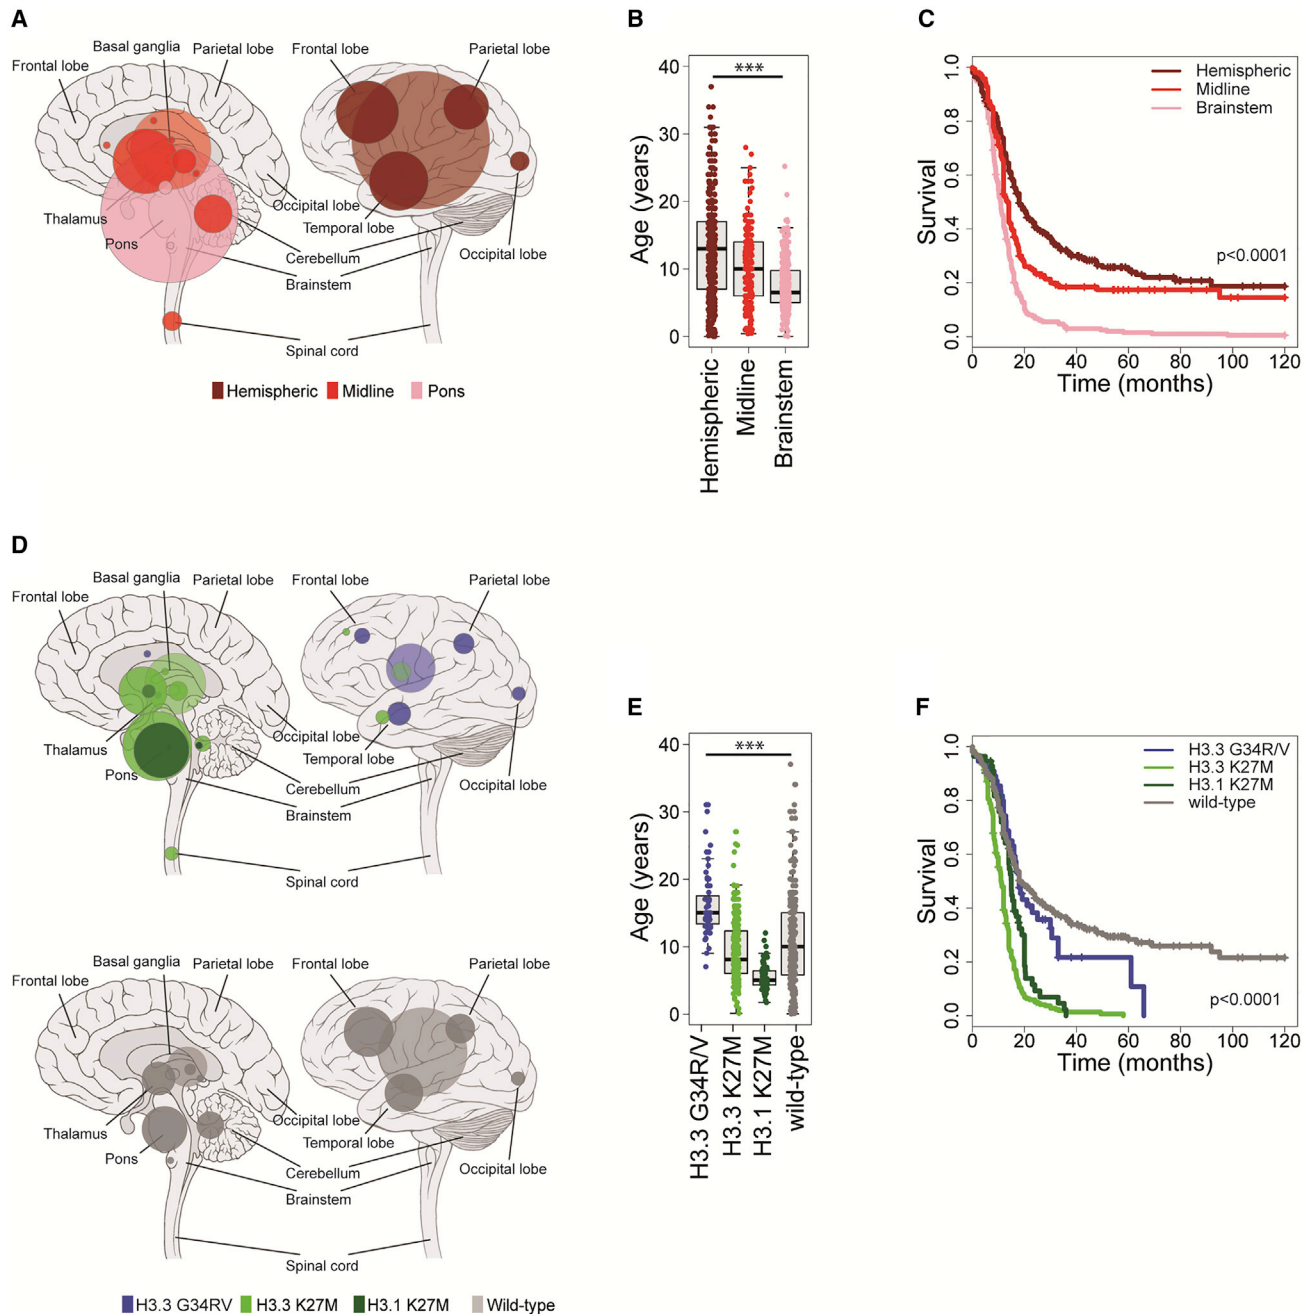 A
Basal ganglia
Parietal lobe
Frontal lobe
Frontal lobe
Parietal lobe
Thalamus
Pons
Occipital lobe
Temporal lobe
Cerebellum
Brainstem
Occipital lobe
Spinal cord
Hemispheric Midline Pons
B
***
Age (years)
40
30
20
10
0
Hemispheric
Midline
Brainstem
C
Survival
1.0
0.8
0.6
0.4
0.2
0.0
Hemispheric
Midline
Brainstem
p<0.0001
0 20 40 60 80 100 120
Time (months)
D
Basal ganglia
Parietal lobe
Frontal lobe
Frontal lobe
Parietal lobe
Thalamus
Pons
Occipital lobe
Temporal lobe
Cerebellum
Brainstem
Occipital lobe
Spinal cord
Basal ganglia
Parietal lobe
Frontal lobe
Frontal lobe
Parietal lobe
Thalamus
Pons
Occipital lobe
Temporal lobe
Cerebellum
Brainstem
Occipital lobe
Spinal cord
H3.3 G34RV H3.3 K27M H3.1 K27M Wild-type
E
***
Age (years)
40
30
20
10
0
H3.3 G34R/V
H3.3 K27M
H3.1 K27M
wild-type
F
Survival
1.0
0.8
0.6
0.4
0.2
0.0
H3.3 G34R/V
H3.3 K27M
H3.1 K27M
wild-type
p<0.0001
0 20 40 60 80 100 120
Time (months)